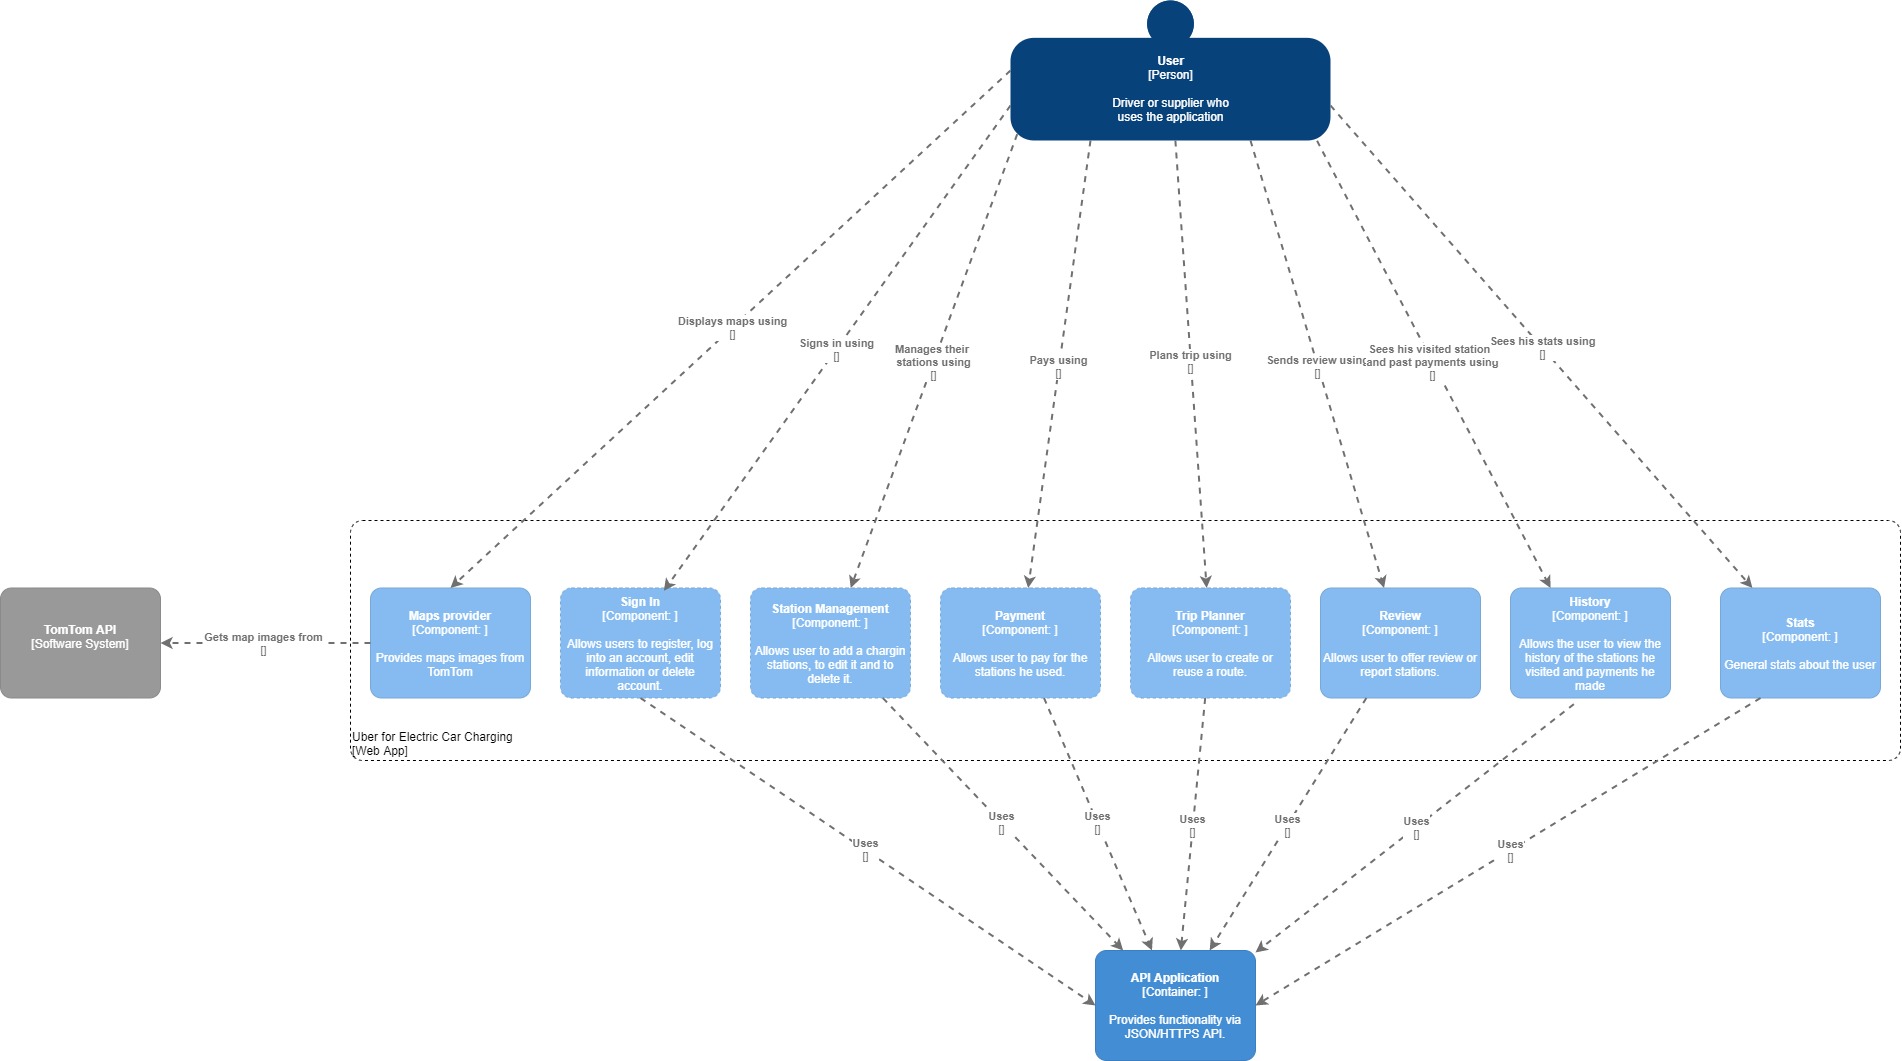 User
[Person]
Driver or supplier who
uses the application
Displays maps using
[]
Signs in using
[]
Manages their
stations using
[]
Pays using
[]
Plans trip using
[]
Sends review using
[]
Sees his visited station
and past payments using
[]
Sees his stats using
[]
TomTom API
[Software System]
Gets map images from
[]
Maps provider
[Component: ]
Provides maps images from
TomTom
Sign In
[Component: ]
Allows users to register, log
into an account, edit
information or delete
account.
Station Management
[Component: ]
Allows user to add a chargin
stations, to edit it and to
delete it.
Payment
[Component: ]
Allows user to pay for the
stations he used.
Trip Planner
[Component: ]
Allows user to create or
reuse a route.
Review
[Component: ]
Allows user to offer review or
report stations.
History
[Component: ]
Allows the user to view the
history of the stations he
visited and payments he
made
Stats
[Component: ]
General stats about the user
Uber for Electric Car Charging
[Web App]
Uses
[]
Uses
[]
Uses
[]
Uses
[]
Uses
[]
Uses
[]
Uses
[]
API Application
[Container: ]
Provides functionality via
JSON/HTTPS API.